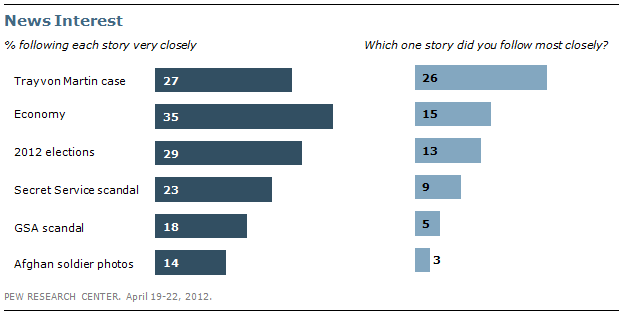 News Interest
% following each story very closely Which one story did you follow most closely?
Trayvon Martin case 27 26
Economy 35 15
2012 elections 29 13
Secret Service scandal 23 9
GSA scandal 18 5
Afghan soldier photos 14 3
PEW RESEARCH CENTER. April 19-22, 2012.